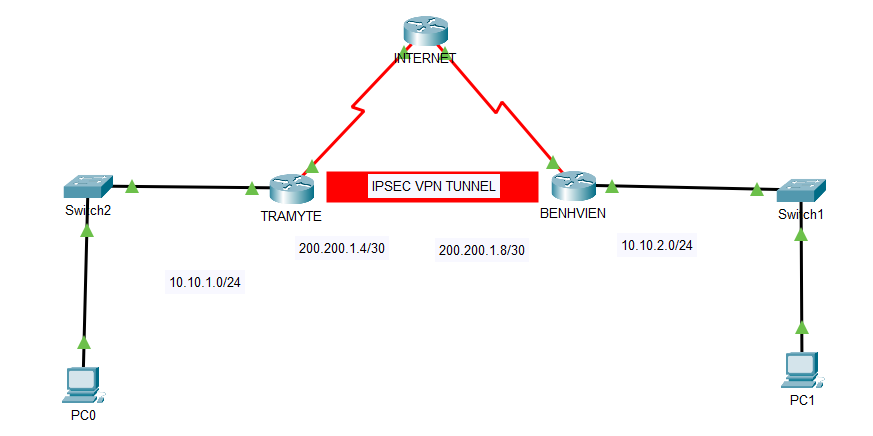 INTERNET
IPSEC VPN TUNNEL
Switch2
TRAMYTE
BENHVIEN
Switch1
200.200.1.4/30
200.200.1.8/30
10.10.2.0/24
10.10.1.0/24
PC0
PC1